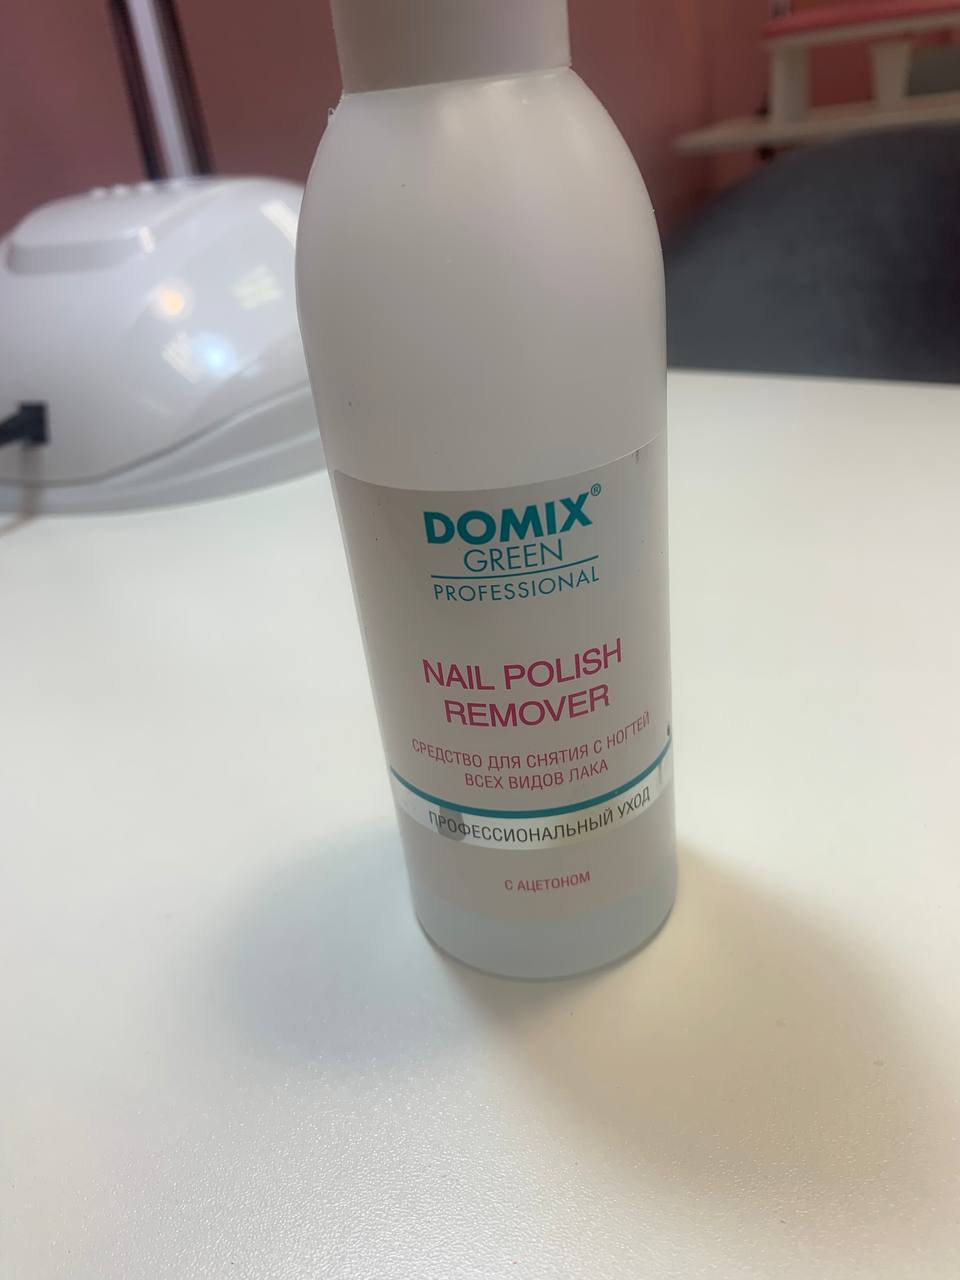 DOMIX®
GREEN
PROFESSIONAL
NAIL POLISH
REMOVER
СРЕДСТВО ДЛЯ СНЯТИЯ С НОГТЕЙ
ВСЕХ ВИДОВ ЛАКА
ПРОФЕССИОНАЛЬНЫЙ УХОД
С АЦЕТОНОМ